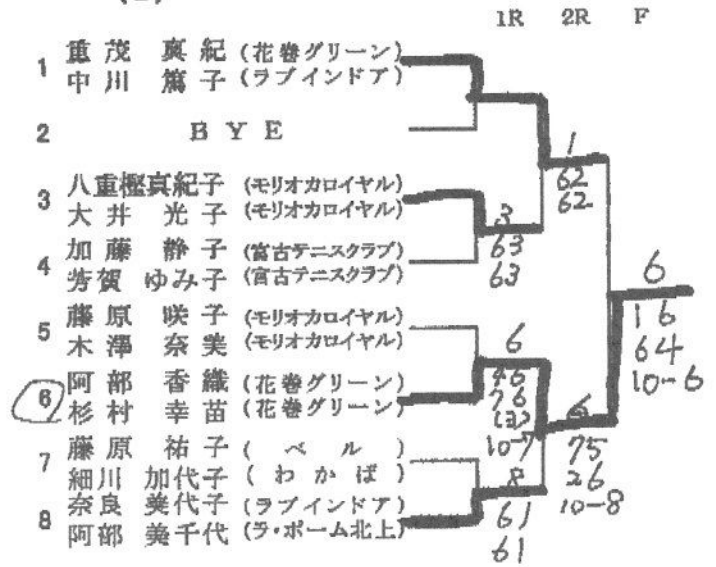 1R 2R F
1 重茂 真紀 (花巻グリーン)
中川 篤子 (ラブインドア)
2 BYE
3 八重樫真紀子 (モリオカロイヤル)
大井 光子 (モリオカロイヤル)
4 加藤 静子 (宮古テニスクラブ)
芳賀 ゆみ子 (宮古テニスクラブ)
5 藤原 咲子 (モリオカロイヤル)
木澤 奈美 (モリオカロイヤル)
6 阿部 香織 (花巻グリーン)
杉村 幸苗 (花巻グリーン)
7 藤原 祐子 (ベル)
細川 加代子 (わかば)
8 奈良 美代子 (ラブインドア)
阿部 美千代 (ラ・ポーム北上)
3
63
63
6
46
76
(3)
10-7
8
61
61
1
62
62
6
75
26
10-8
6
16
64
10-6